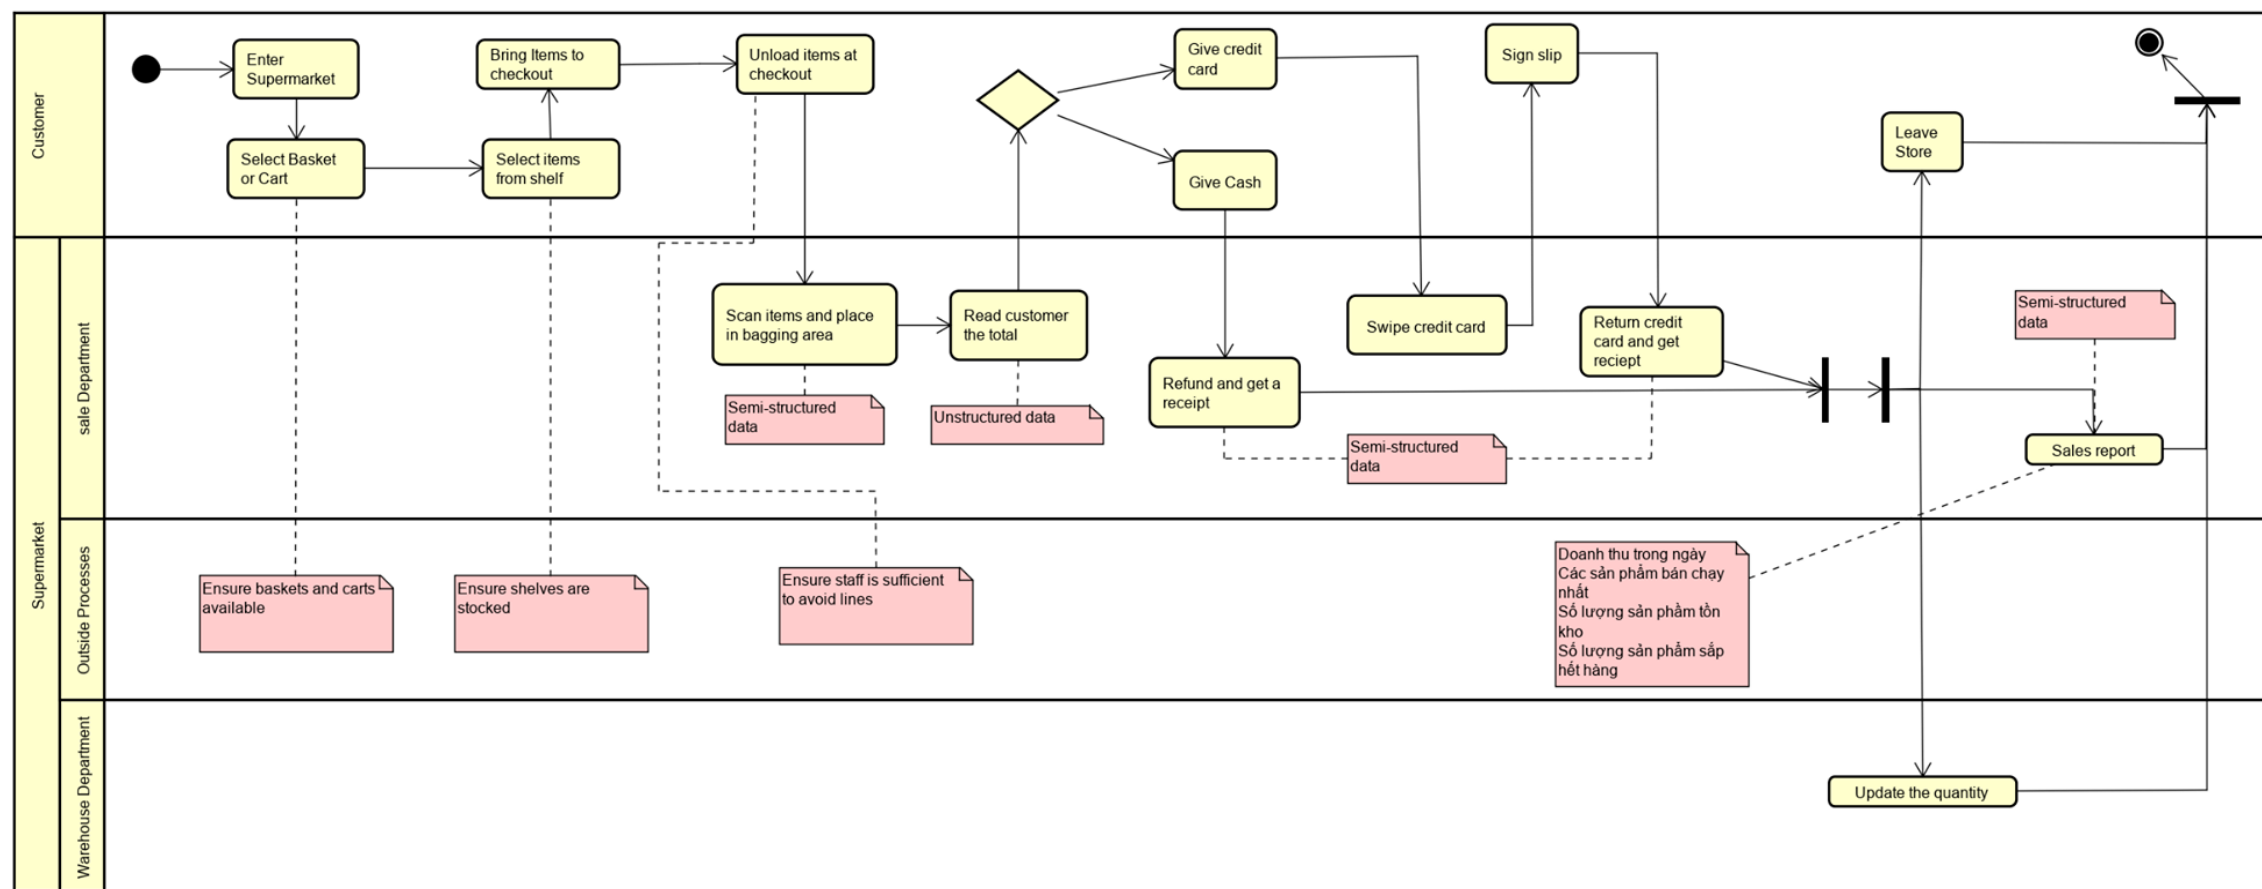 Customer
Enter
Supermarket
Select Basket
or Cart
Bring Items to
checkout
Select items
from shelf
Unload items at
checkout
Give credit
card
Give Cash
Sign slip
Leave
Store
Supermarket
sale Department
Scan items and place
in bagging area
Semi-structured
data
Read customer
the total
Unstructured data
Refund and get a
receipt
Swipe credit card
Semi-structured
data
Return credit
card and get
reciept
Semi-structured
data
Sales report
Outside Processes
Ensure baskets and carts
available
Ensure shelves are
stocked
Ensure staff is sufficient
to avoid lines
Doanh thu trong ngày
Các sản phẩm bán chạy
nhất
Số lượng sản phầm tồn
kho
Số lượng sản phẩm sắp
hết hàng
Warehouse Department
Update the quantity